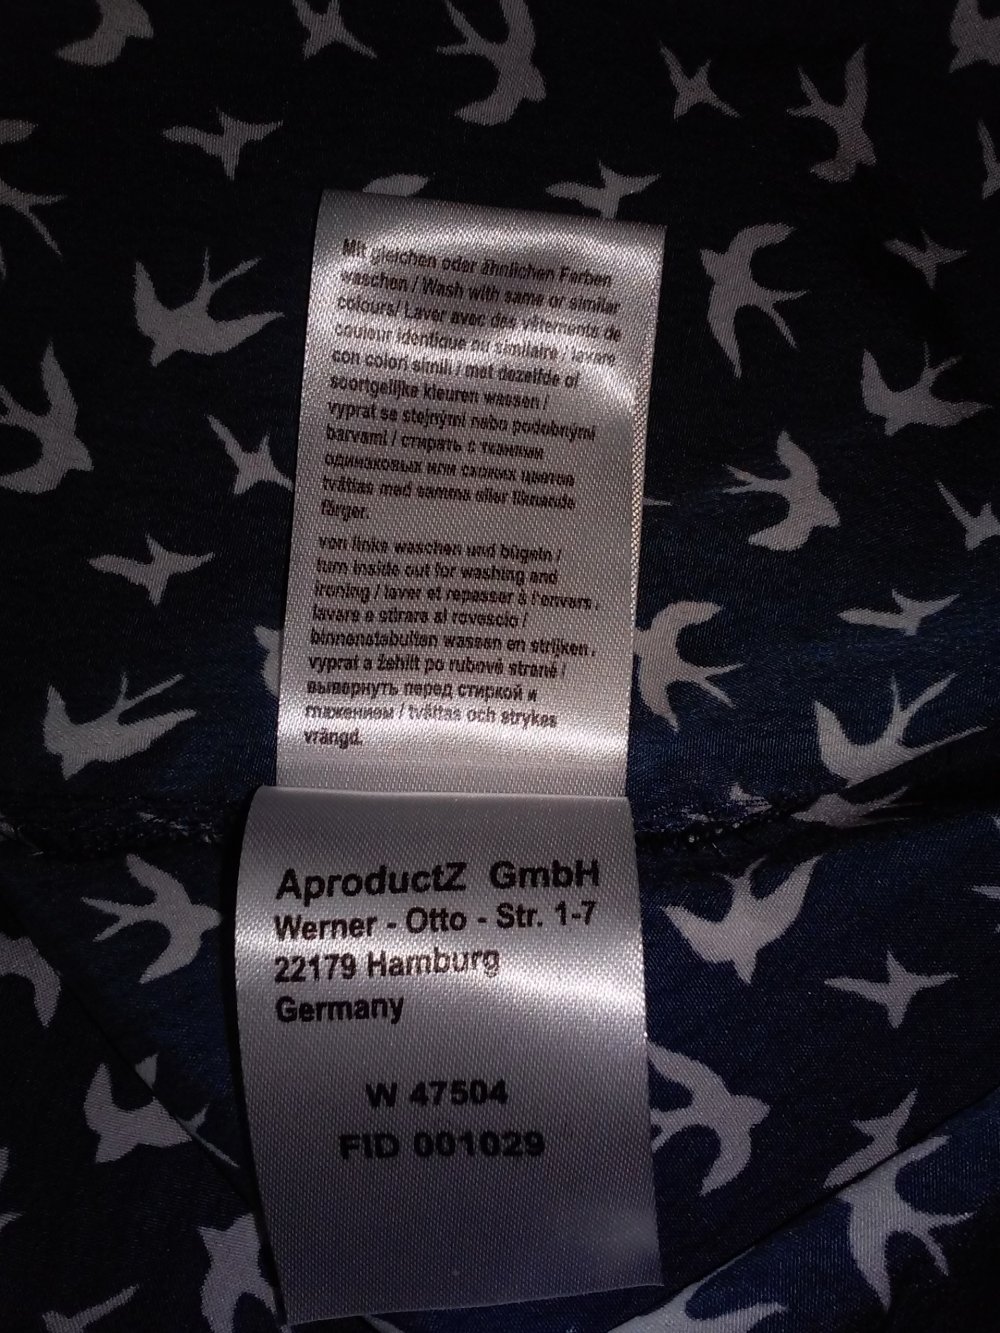 Mit gleichen oder ähnlichen Farben
waschen / Wash with same or similar
colours/ Laver avec des vêtements de
couleur identique ou similaire / lavare
con colori simili / met dezelfde of
soortgelijke kleuren wassen /
vyprat se stejnými nebo podobnými
barvami / стирать с тканями
одинаковых или схожих цветов
tvättas med samma eller liknande
färger.
von links waschen und bügeln /
turn inside out for washing and
ironing / laver et repasser à l'envers /
lavare e stirare al rovescio /
binnenstebuiten wassen en strijken.
vyprat a žehlit po rubové straně /
вывернуть перед стиркой и
глажением / tvättas och strykes
vrängd.
AproductZ GmbH
Werner - Otto - Str. 1-7
22179 Hamburg
Germany
W 47504
FID 001029